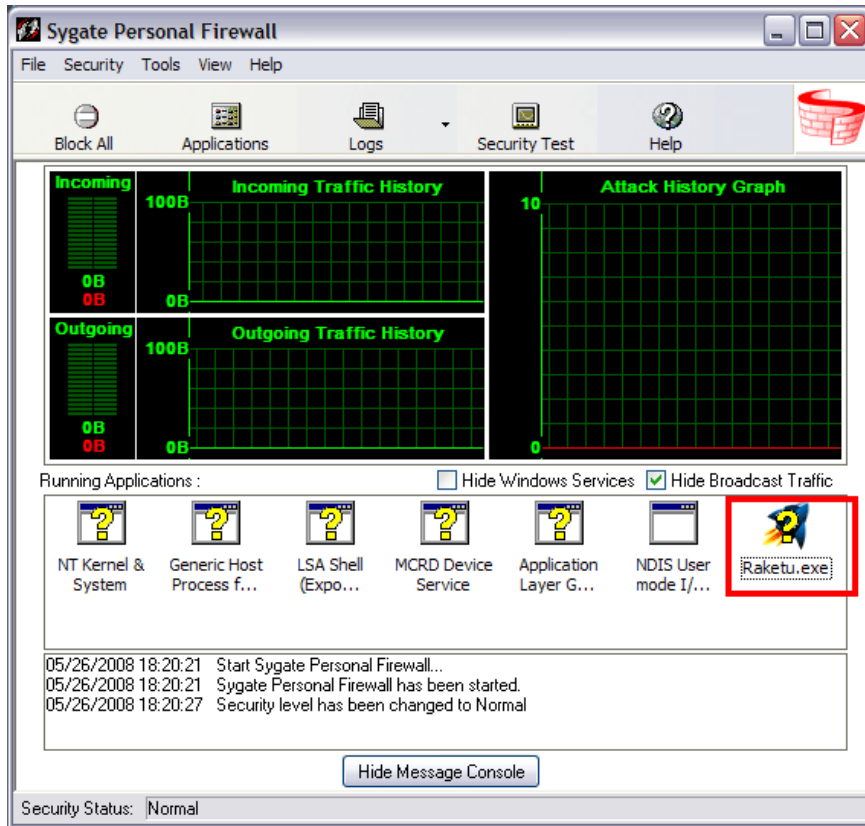 Sygate Personal Firewall
File Security Tools View Help
Block All Applications Logs Security Test Help
Incoming
Incoming Traffic History
100B
0B
0B
0B
Attack History Graph
10
0
Outgoing
Outgoing Traffic History
100B
0B
0B
0B
Running Applications :
Hide Windows Services
Hide Broadcast Traffic
NT Kernel &
System
Generic Host
Process f...
LSA Shell
(Expo...
MCRD Device
Service
Application
Layer G...
NDIS User
mode I/...
Raketu.exe
05/26/2008 18:20:21 Start Sygate Personal Firewall...
05/26/2008 18:20:21 Sygate Personal Firewall has been started.
05/26/2008 18:20:27 Security level has been changed to Normal
Hide Message Console
Security Status: Normal